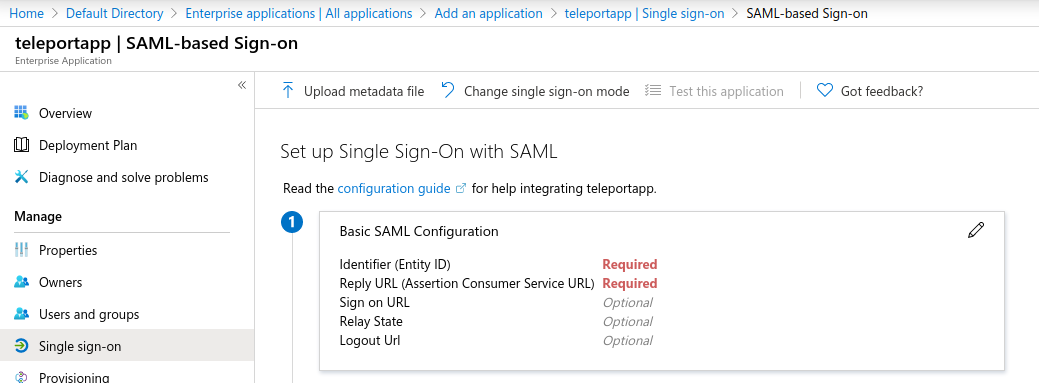 Home > Default Directory > Enterprise applications | All applications > Add an application > teleportapp | Single sign-on > SAML-based Sign-on
teleportapp | SAML-based Sign-on
Enterprise Application
«
Overview
Deployment Plan
Diagnose and solve problems
Manage
Properties
Owners
Users and groups
Single sign-on
Provisioning
Upload metadata file Change single sign-on mode Test this application Got feedback?
Set up Single Sign-On with SAML
Read the configuration guide for help integrating teleportapp.
1
Basic SAML Configuration
Identifier (Entity ID) Required
Reply URL (Assertion Consumer Service URL) Required
Sign on URL Optional
Relay State Optional
Logout Url Optional